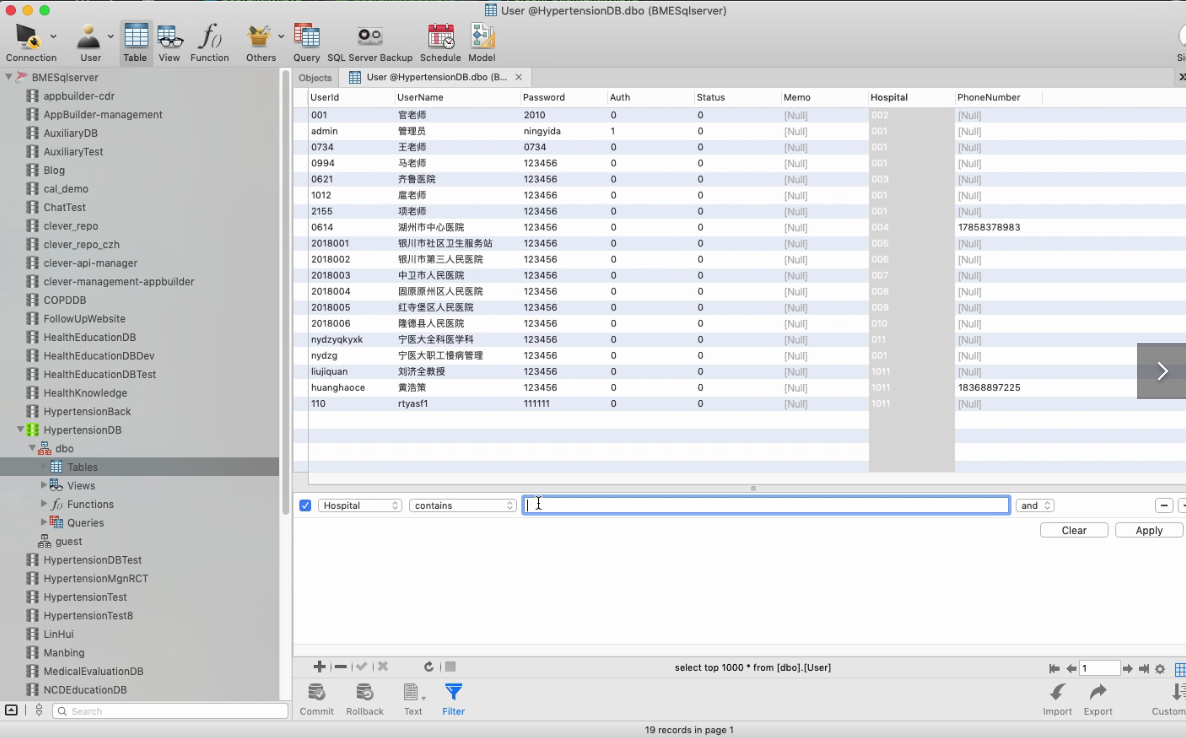 User @HypertensionDB.dbo (BMESqlserver)
Connection User Table View Function Others Query SQL Server Backup Schedule Model
BMESqlserver
appbuilder-cdr
AppBuilder-management
AuxiliaryDB
AuxiliaryTest
Blog
cal_demo
ChatTest
clever_repo
clever_repo_czh
clever-api-manager
clever-management-appbuilder
COPDDB
FollowUpWebsite
HealthEducationDB
HealthEducationDBDev
HealthEducationDBTest
HealthKnowledge
HypertensionBack
HypertensionDB
dbo
Tables
Views
Functions
Queries
guest
HypertensionDBTest
HypertensionMgnRCT
HypertensionTest
HypertensionTest8
LinHui
Manbing
MedicalEvaluationDB
NCDEducationDB
Search
Objects User @HypertensionDB.dbo (B...
UserId UserName Password Auth Status Memo Hospital PhoneNumber
001 官老师 2010 0 0 [Null] 002 [Null]
admin 管理员 ningyida 1 0 [Null] 001 [Null]
0734 王老师 0734 0 0 [Null] 001 [Null]
0994 马老师 123456 0 0 [Null] 001 [Null]
0621 齐鲁医院 123456 0 0 [Null] 003 [Null]
1012 扈老师 123456 0 0 [Null] 001 [Null]
2155 项老师 123456 0 0 [Null] 001 [Null]
0614 湖州市中心医院 123456 0 0 [Null] 004 17858378983
2018001 银川市社区卫生服务站 123456 0 0 [Null] 005 [Null]
2018002 银川市第三人民医院 123456 0 0 [Null] 006 [Null]
2018003 中卫市人民医院 123456 0 0 [Null] 007 [Null]
2018004 固原原州区人民医院 123456 0 0 [Null] 008 [Null]
2018005 红寺堡区人民医院 123456 0 0 [Null] 009 [Null]
2018006 隆德县人民医院 123456 0 0 [Null] 010 [Null]
nydzyqkyxk 宁医大全科医学科 123456 0 0 [Null] 011 [Null]
nydzg 宁医大职工慢病管理 123456 0 0 [Null] 001 [Null]
liujiquan 刘济全教授 123456 0 0 [Null] 1011 [Null]
huanghaoce 黄浩策 123456 0 0 [Null] 1011 18368897225
110 rtyasf1 111111 0 0 [Null] 1011 [Null]
Hospital contains and
Clear Apply
select top 1000 * from [dbo].[User] 1
Commit Rollback Text Filter Import Export
19 records in page 1